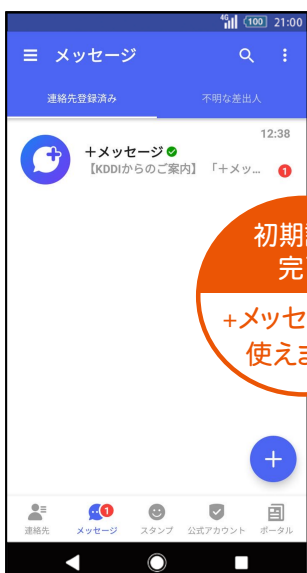 4G 100 21:00
メッセージ
連絡先登録済み 不明な差出人
12:38
＋メッセージ
【KDDIからのご案内】 「＋メッ... 1
初期
完
+メッセ
使えま
1
連絡先 メッセージ スタンプ 公式アカウント ポータル